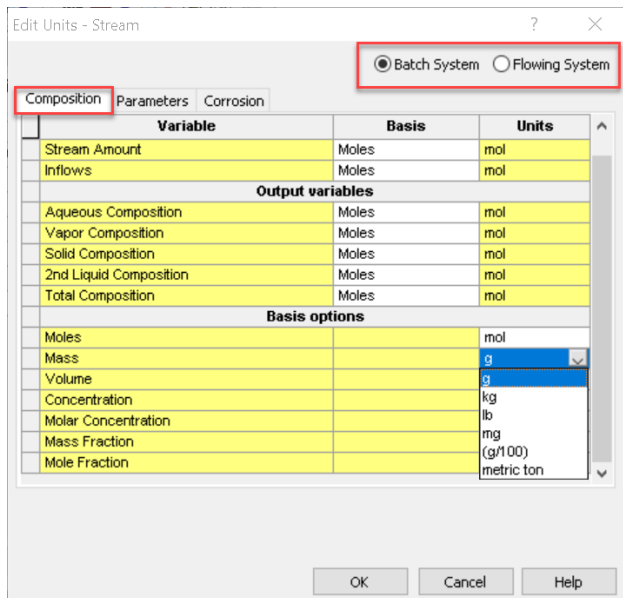 Edit Units - Stream ?
Batch System Flowing System
Composition Parameters Corrosion
Variable Basis Units
Stream Amount Moles mol
Inflows Moles mol
Output variables
Aqueous Composition Moles mol
Vapor Composition Moles mol
Solid Composition Moles mol
2nd Liquid Composition Moles mol
Total Composition Moles mol
Basis options
Moles mol
Mass g
Volume g
Concentration kg
Molar Concentration lb
Mass Fraction mg
(g/100)
Mole Fraction metric ton
OK Cancel Help